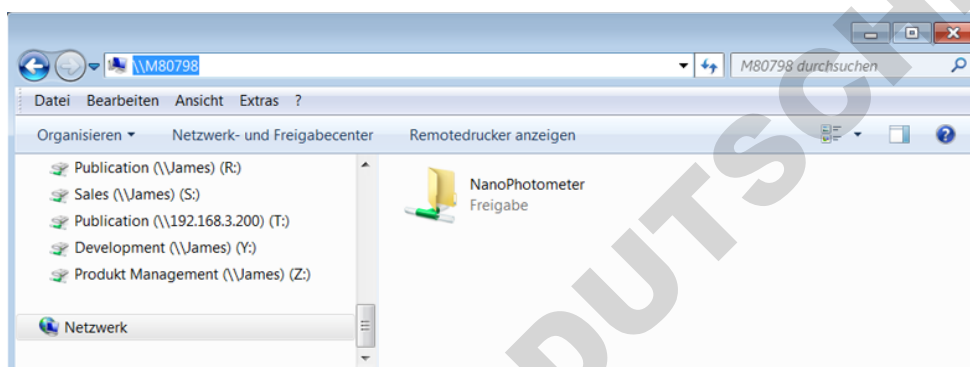 \\M80798
M80798 durchsuchen
Datei Bearbeiten Ansicht Extras ?
Organisieren Netzwerk- und Freigabecenter Remotedrucker anzeigen
Publication (\\James) (R:)
Sales (\\James) (S:)
Publication (\\192.168.3.200) (T:)
Development (\\James) (Y:)
Produkt Management (\\James) (Z:)
Netzwerk
NanoPhotometer
Freigabe